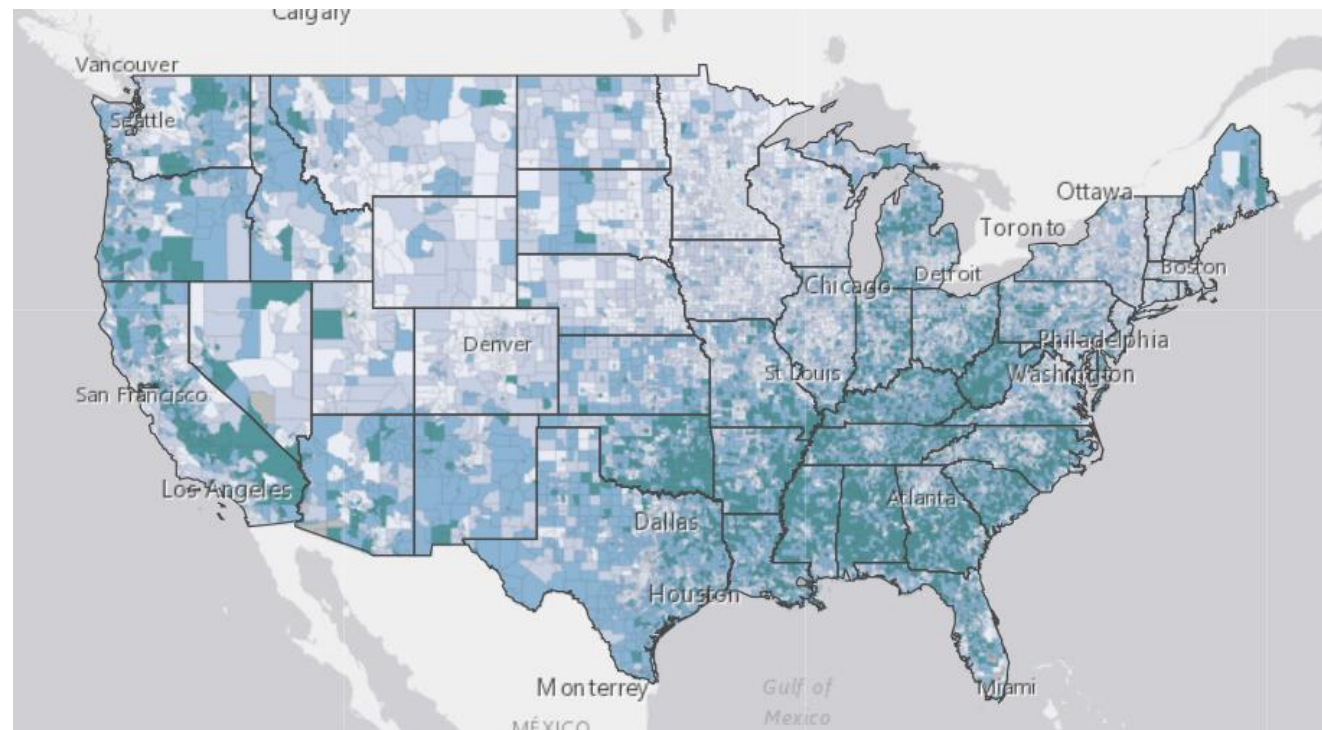 Calgary
Vancouver
Seattle
Ottawa
Toronto
Boston
Detroit
Chicago
Philadelphia
Denver
St Louis
Washington
San Francisco
Los Angeles
Atlanta
Dallas
Houston
Monterrey
Gulf of
Mexico
Miami
MÉXICO